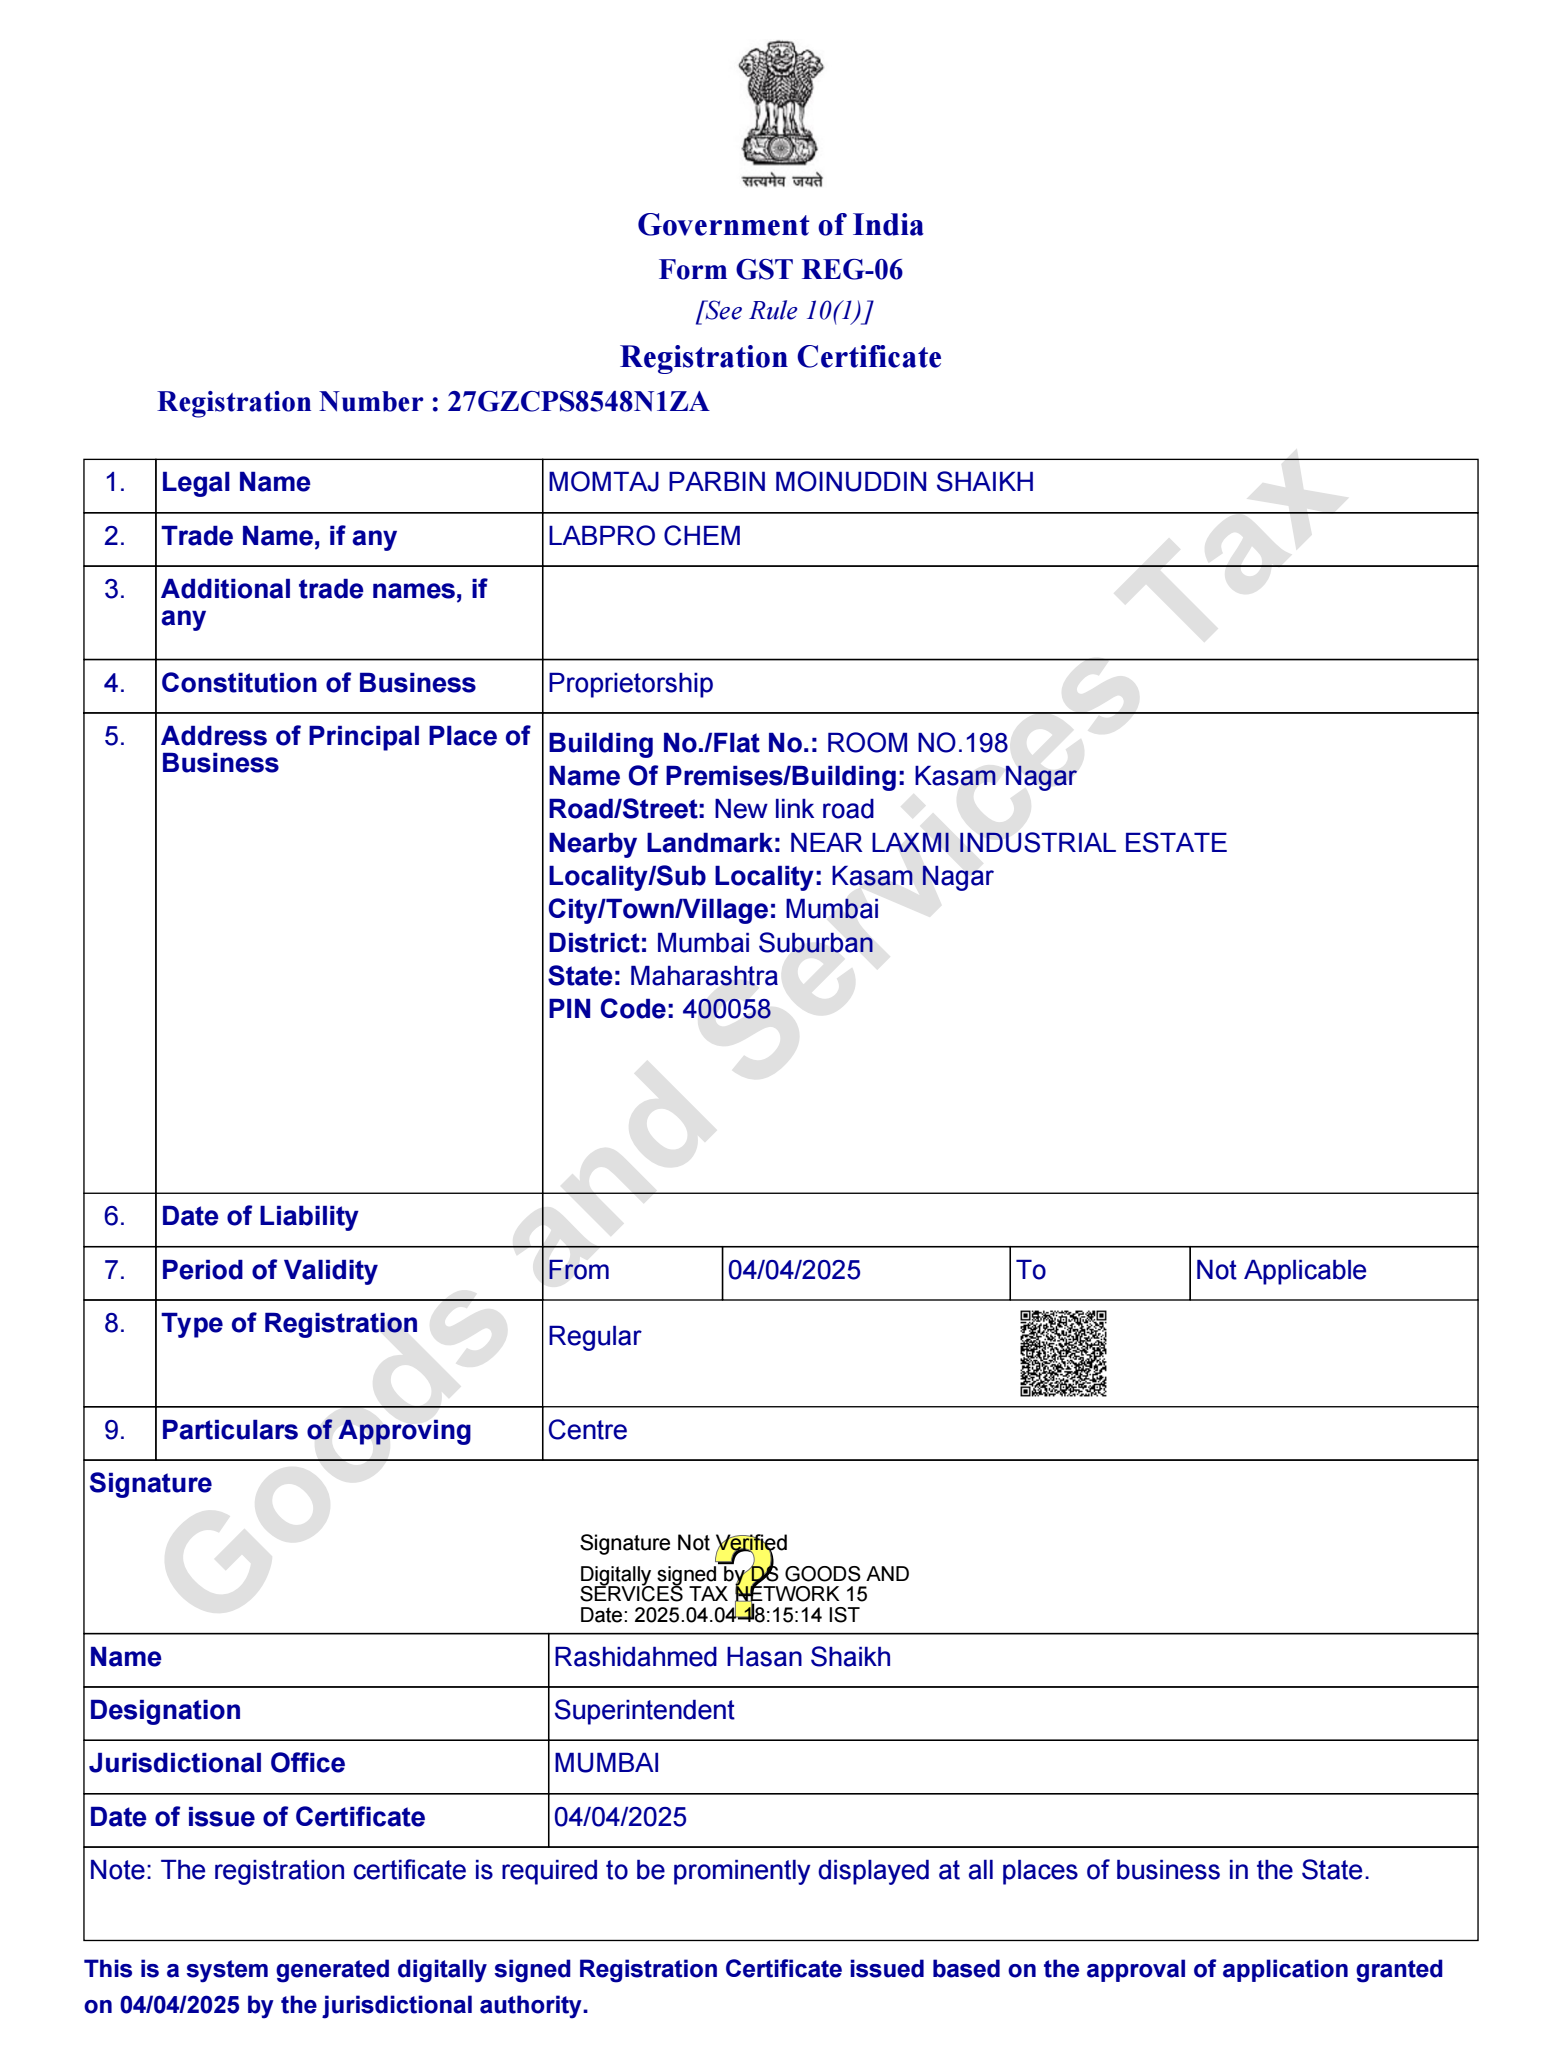 सत्यमेव जयते
Government of India
Form GST REG-06
[See Rule 10(1)]
Registration Certificate
Registration Number : 27GZCPS8548N1ZA
1. Legal Name MOMTAJ PARBIN MOINUDDIN SHAIKH
2. Trade Name, if any LABPRO CHEM
3. Additional trade names, if
any
4. Constitution of Business Proprietorship
5. Address of Principal Place of
Business
Building No./Flat No.: ROOM NO.198
Name Of Premises/Building: Kasam Nagar
Road/Street: New link road
Nearby Landmark: NEAR LAXMI INDUSTRIAL ESTATE
Locality/Sub Locality: Kasam Nagar
City/Town/Village: Mumbai
District: Mumbai Suburban
State: Maharashtra
PIN Code: 400058
6. Date of Liability
7. Period of Validity From 04/04/2025 To Not Applicable
8. Type of Registration Regular
9. Particulars of Approving Centre
Signature
Signature Not Verified
Digitally signed by DS GOODS AND
SERVICES TAX NETWORK 15
Date: 2025.04.04 18:15:14 IST
Name Rashidahmed Hasan Shaikh
Designation Superintendent
Jurisdictional Office MUMBAI
Date of issue of Certificate 04/04/2025
Note: The registration certificate is required to be prominently displayed at all places of business in the State.
This is a system generated digitally signed Registration Certificate issued based on the approval of application granted
on 04/04/2025 by the jurisdictional authority.
Goods and Services Tax